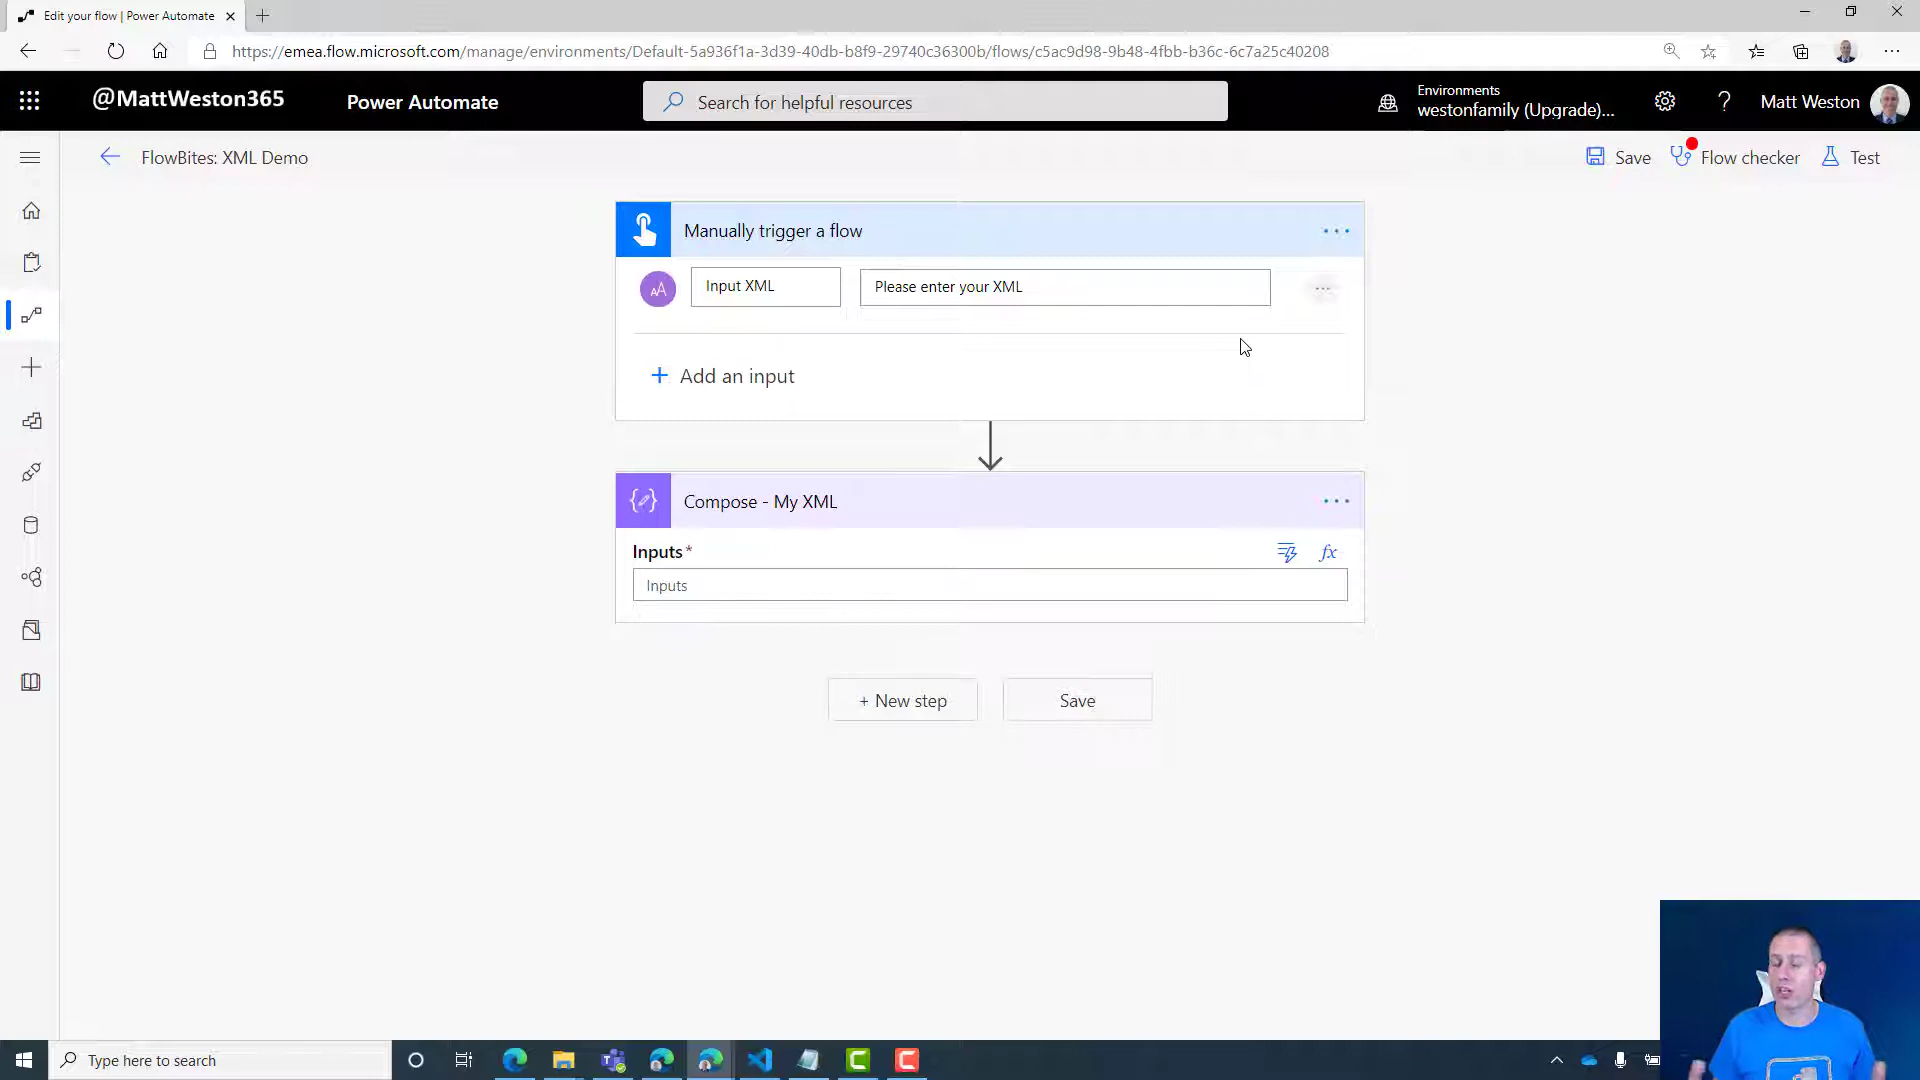 Edit your flow | Power Automate
https://emea.flow.microsoft.com/manage/environments/Default-5a936f1a-3d39-40db-b8f9-29740c36300b/flows/c5ac9d98-9b48-4fbb-b36c-6c7a25c40208
@MattWeston365
Power Automate
Search for helpful resources
Environments
westonfamily (Upgrade)...
?
Matt Weston
FlowBites: XML Demo
Save
Flow checker
Test
Manually trigger a flow
AA
Input XML
Please enter your XML
+ Add an input
Compose - My XML
Inputs*
fx
Inputs
+ New step
Save
Type here to search